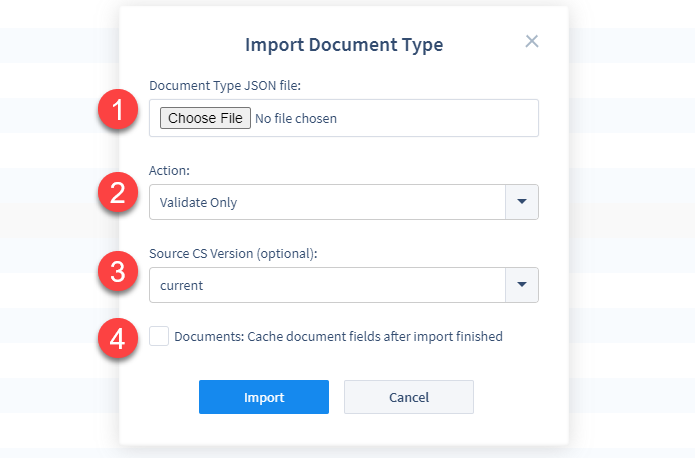 Import Document Type
Document Type JSON file:
1
Choose File No file chosen
Action:
2
Validate Only
Source CS Version (optional):
3
current
4
Documents: Cache document fields after import finished
Import
Cancel